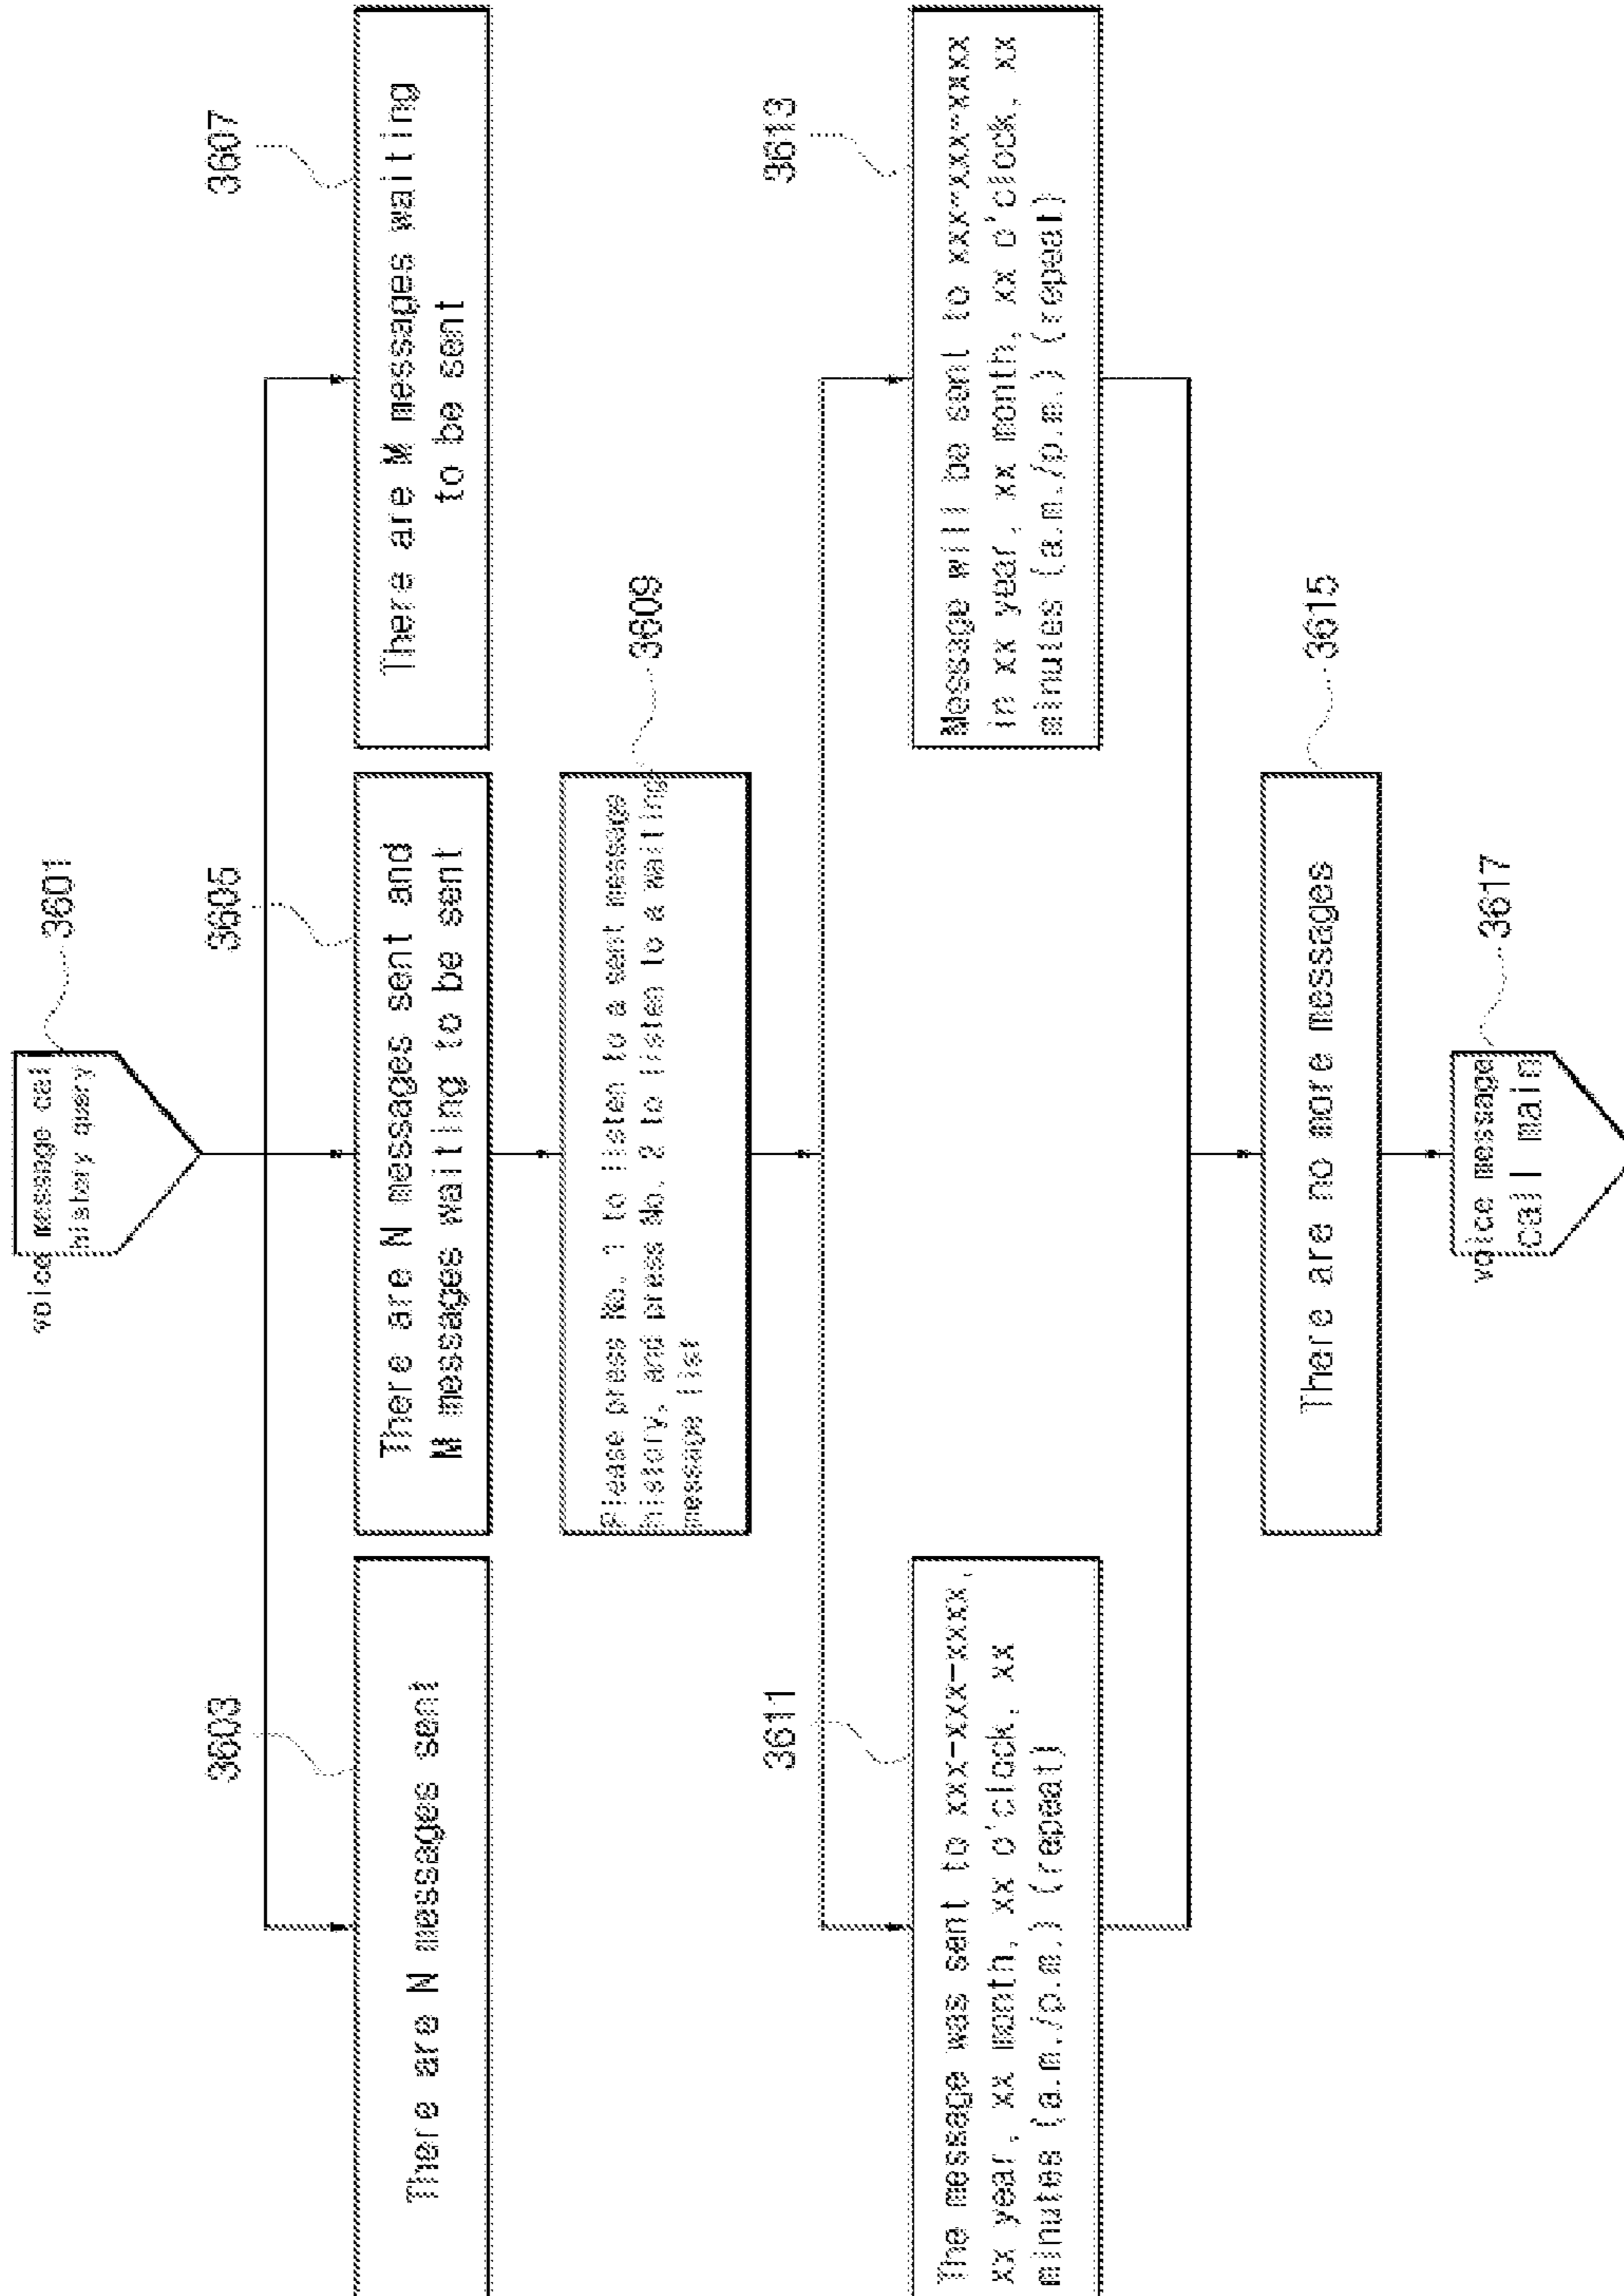 3601
voice message call
history query
3603
There are N messages sent
3605
There are N messages sent and
M messages waiting to be sent
3607
There are M messages waiting
to be sent
3609
Please press No. 1 to listen to a sent message
history, and press No. 2 to listen to a waiting
message list
3611
The message was sent to xxx-xxx-xxxx,
xx year, xx month, xx o'clock, xx
minutes (a.m./p.m.) (repeat)
3613
Message will be sent to xxx-xxx-xxxx
in xx year, xx month, xx o'clock, xx
minutes (a.m./p.m.) (repeat)
3615
There are no more messages
3617
voice message
call main